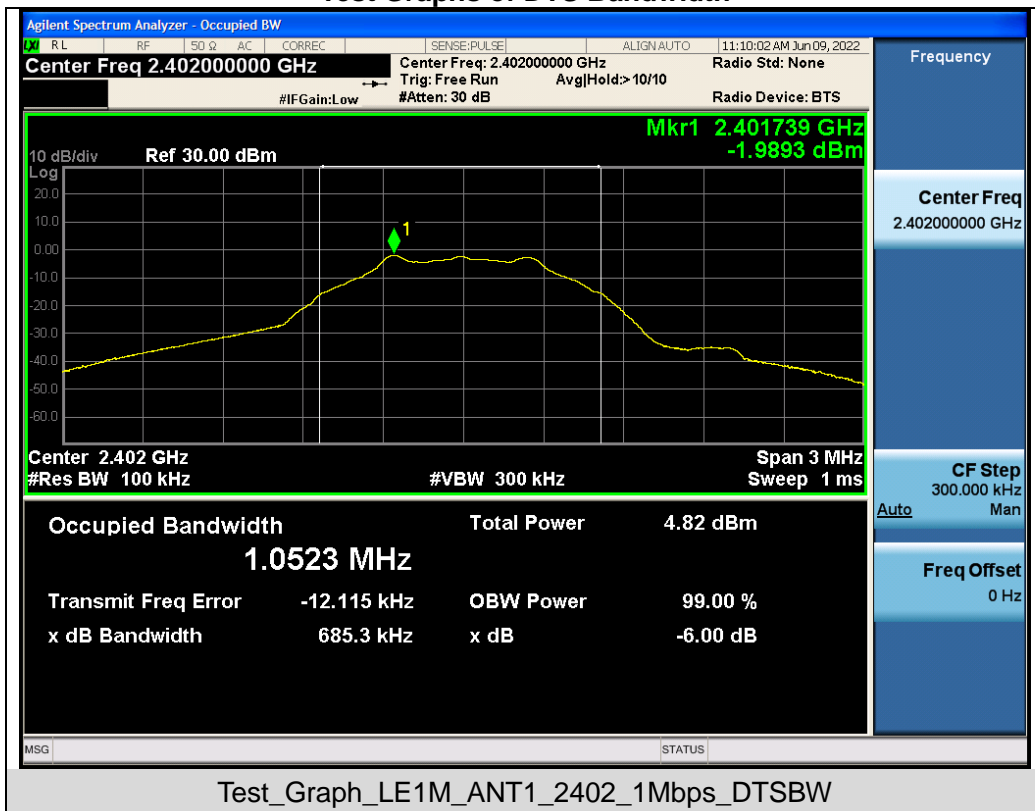 Test Graphs of DTS Bandwidth
Agilent Spectrum Analyzer - Occupied BW
LXI RL RF 50 Ω AC CORREC SENSE:PULSE ALIGN AUTO 11:10:02 AM Jun 09, 2022
Center Freq 2.402000000 GHz
Center Freq: 2.402000000 GHz
Radio Std: None
Trig: Free Run Avg|Hold:> 10/10
#IFGain:Low
#Atten: 30 dB
Radio Device: BTS
Frequency
Mkr1 2.401739 GHz
-1.9893 dBm
10 dB/div Ref 30.00 dBm
Log
20.0
10.0
0.00
-10.0
-20.0
-30.0
-40.0
-50.0
-60.0
1
Center 2.402 GHz
Span 3 MHz
#Res BW 100 kHz
#VBW 300 kHz
Sweep 1 ms
Center Freq
2.402000000 GHz
CF Step
300.000 kHz
Auto Man
Freq Offset
0 Hz
Occupied Bandwidth
1.0523 MHz
Total Power 4.82 dBm
Transmit Freq Error -12.115 kHz
OBW Power 99.00 %
x dB Bandwidth 685.3 kHz
x dB -6.00 dB
MSG
STATUS
Test_Graph_LE1M_ANT1_2402_1Mbps_DTSBW